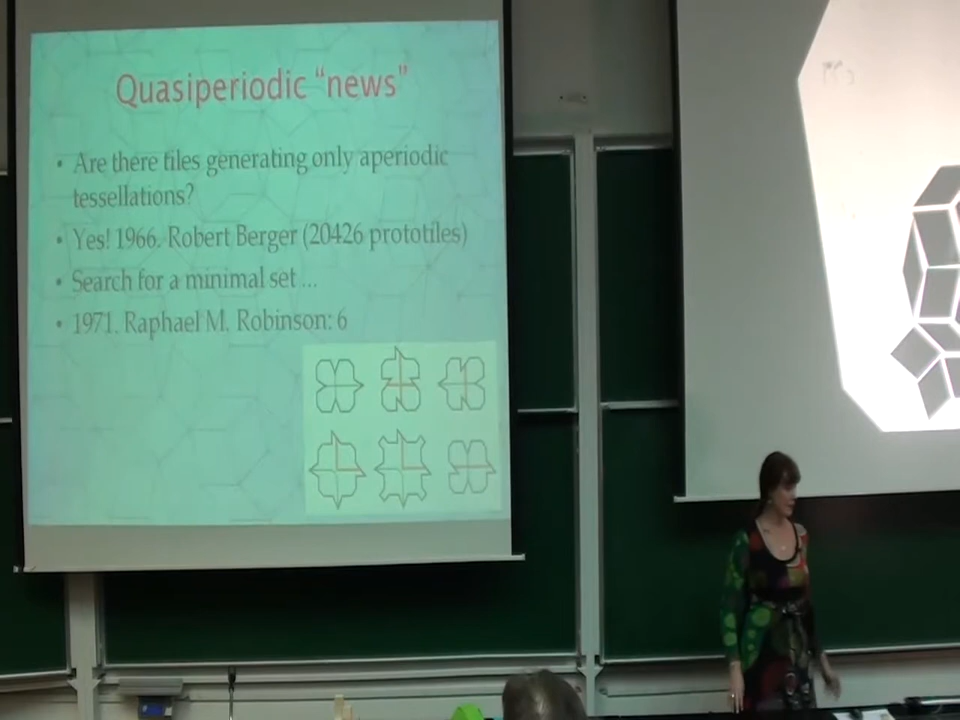 Quasiperiodic “news”
• Are there tiles generating only aperiodic
tessellations?
• Yes! 1966. Robert Berger (20426 prototiles)
• Search for a minimal set ...
• 1971. Raphael M. Robinson: 6